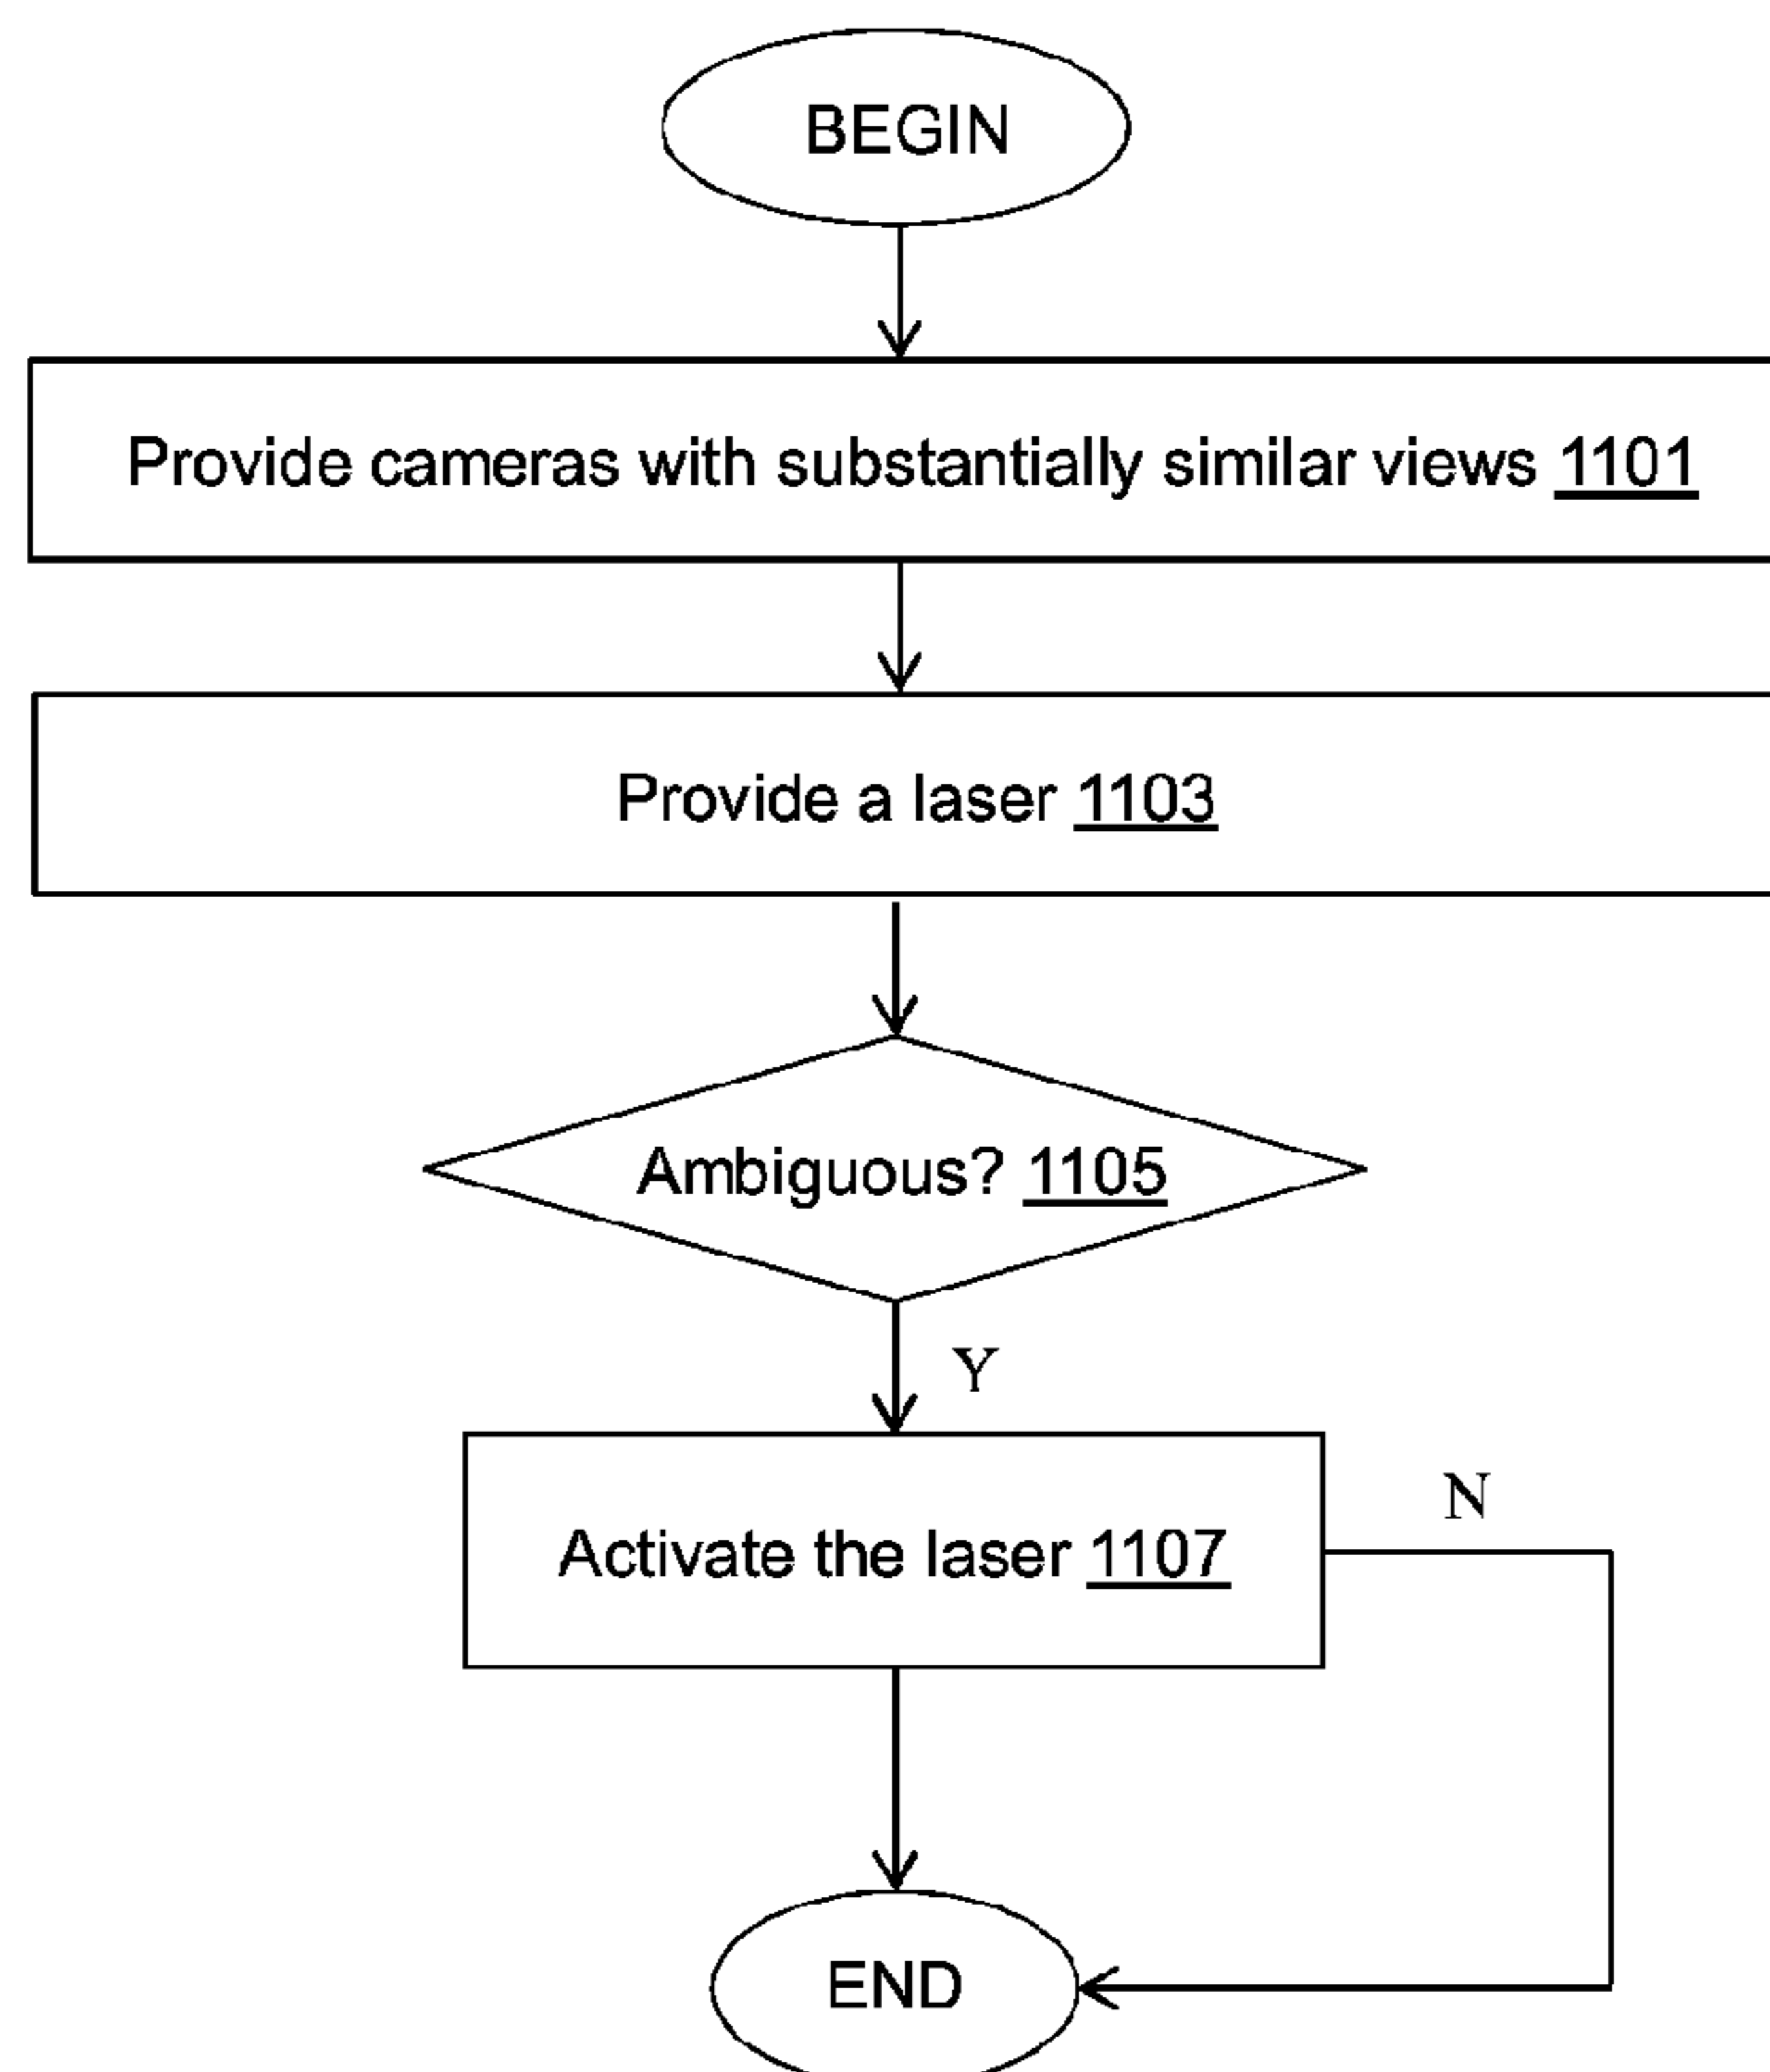 BEGIN
Provide cameras with substantially similar views 1101
Provide a laser 1103
Ambiguous? 1105
Y
Activate the laser 1107
N
END